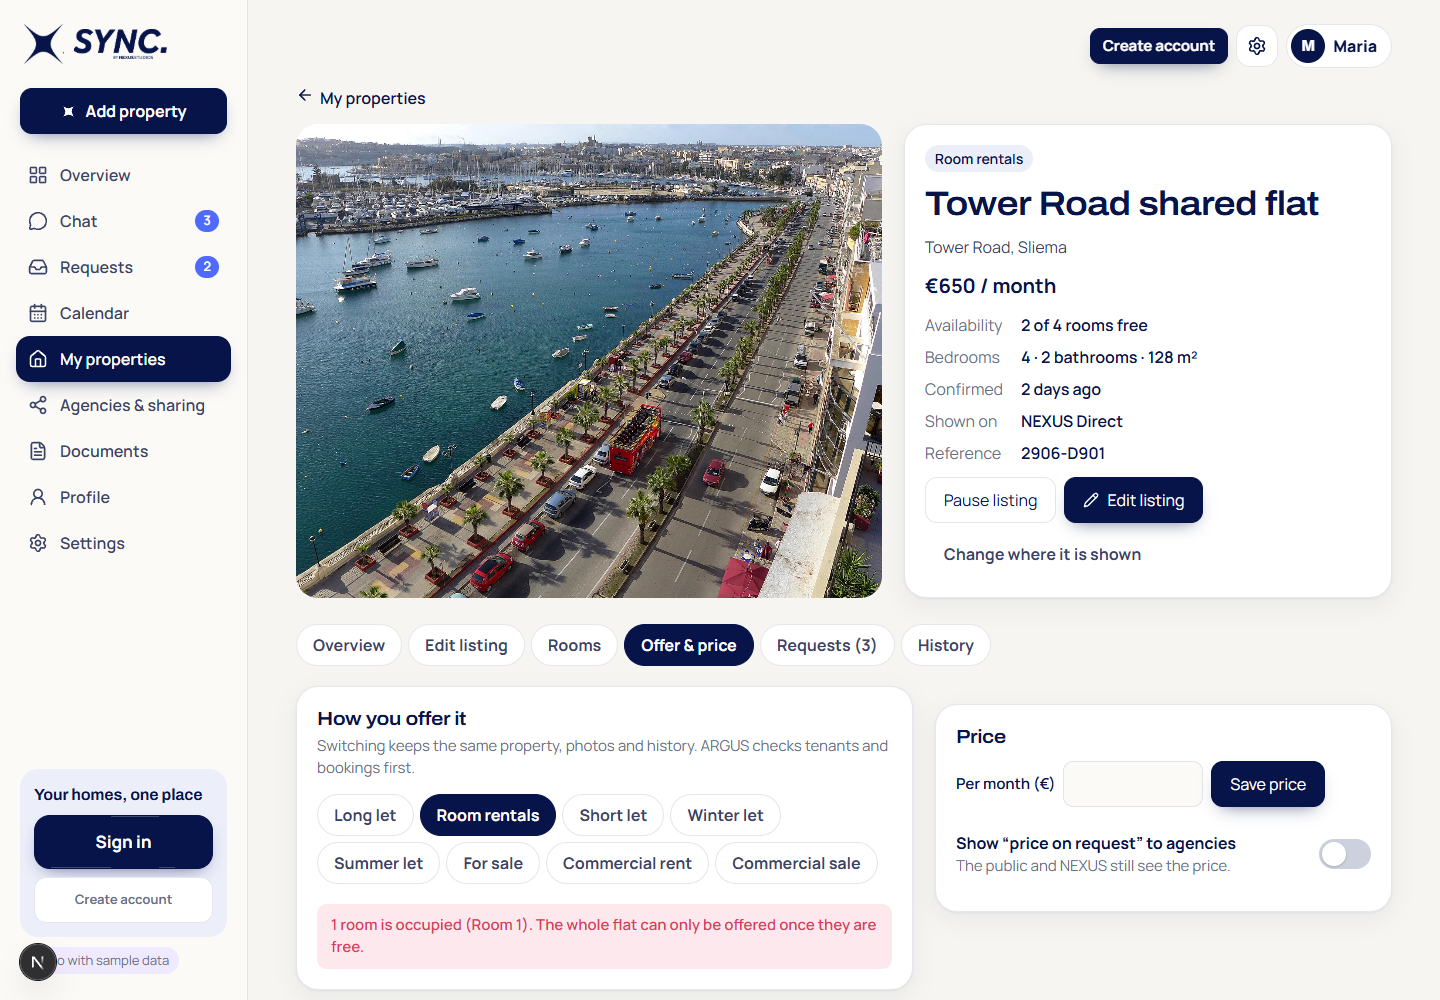 SYNC.
BY NEXUS STUDIOS
Add property
Overview
Chat 3
Requests 2
Calendar
My properties
Agencies & sharing
Documents
Profile
Settings
Your homes, one place
Sign in
Create account
N
o with sample data
Create account
M Maria
My properties
Room rentals
Tower Road shared flat
Tower Road, Sliema
€650 / month
Availability 2 of 4 rooms free
Bedrooms 4 · 2 bathrooms · 128 m²
Confirmed 2 days ago
Shown on NEXUS Direct
Reference 2906-D901
Pause listing Edit listing
Change where it is shown
Overview Edit listing Rooms Offer & price Requests (3) History
How you offer it
Switching keeps the same property, photos and history. ARGUS checks tenants and
bookings first.
Long let Room rentals Short let Winter let
Summer let For sale Commercial rent Commercial sale
1 room is occupied (Room 1). The whole flat can only be offered once they are
free.
Price
Per month (€) Save price
Show “price on request” to agencies
The public and NEXUS still see the price.